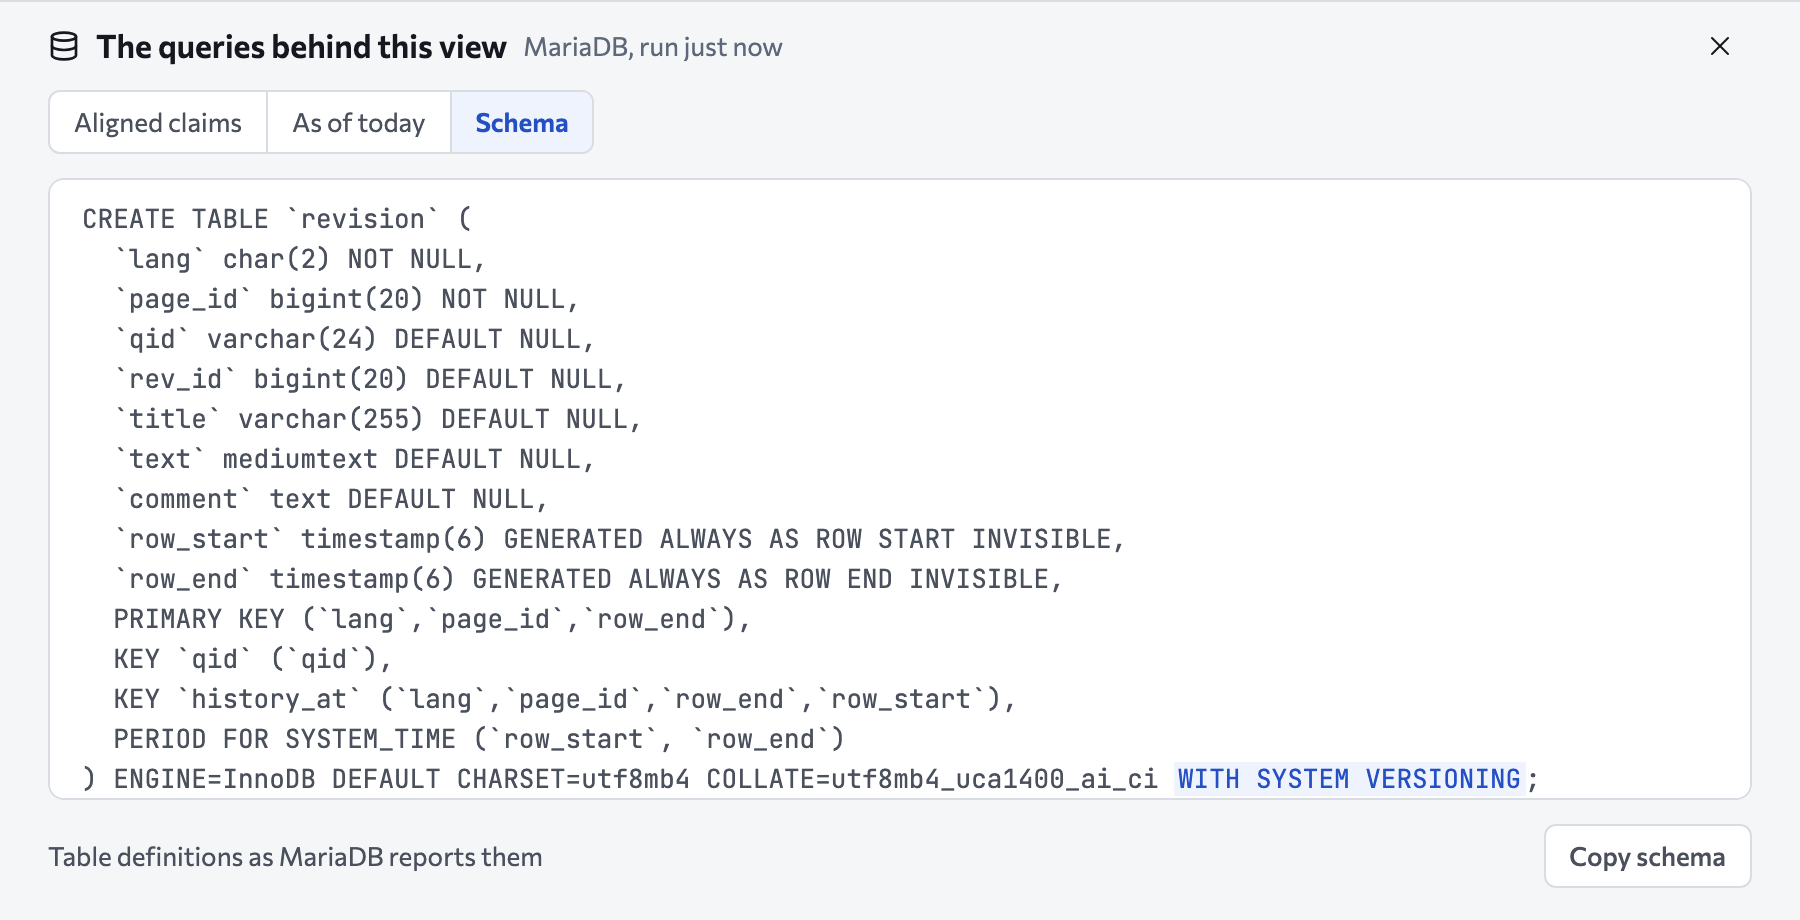 The queries behind this view MariaDB, run just now
Aligned claims As of today Schema
CREATE TABLE `revision` (
  `lang` char(2) NOT NULL,
  `page_id` bigint(20) NOT NULL,
  `qid` varchar(24) DEFAULT NULL,
  `rev_id` bigint(20) DEFAULT NULL,
  `title` varchar(255) DEFAULT NULL,
  `text` mediumtext DEFAULT NULL,
  `comment` text DEFAULT NULL,
  `row_start` timestamp(6) GENERATED ALWAYS AS ROW START INVISIBLE,
  `row_end` timestamp(6) GENERATED ALWAYS AS ROW END INVISIBLE,
  PRIMARY KEY (`lang`,`page_id`,`row_end`),
  KEY `qid` (`qid`),
  KEY `history_at` (`lang`,`page_id`,`row_end`,`row_start`),
  PERIOD FOR SYSTEM_TIME (`row_start`, `row_end`)
) ENGINE=InnoDB DEFAULT CHARSET=utf8mb4 COLLATE=utf8mb4_uca1400_ai_ci WITH SYSTEM VERSIONING;
Table definitions as MariaDB reports them
Copy schema